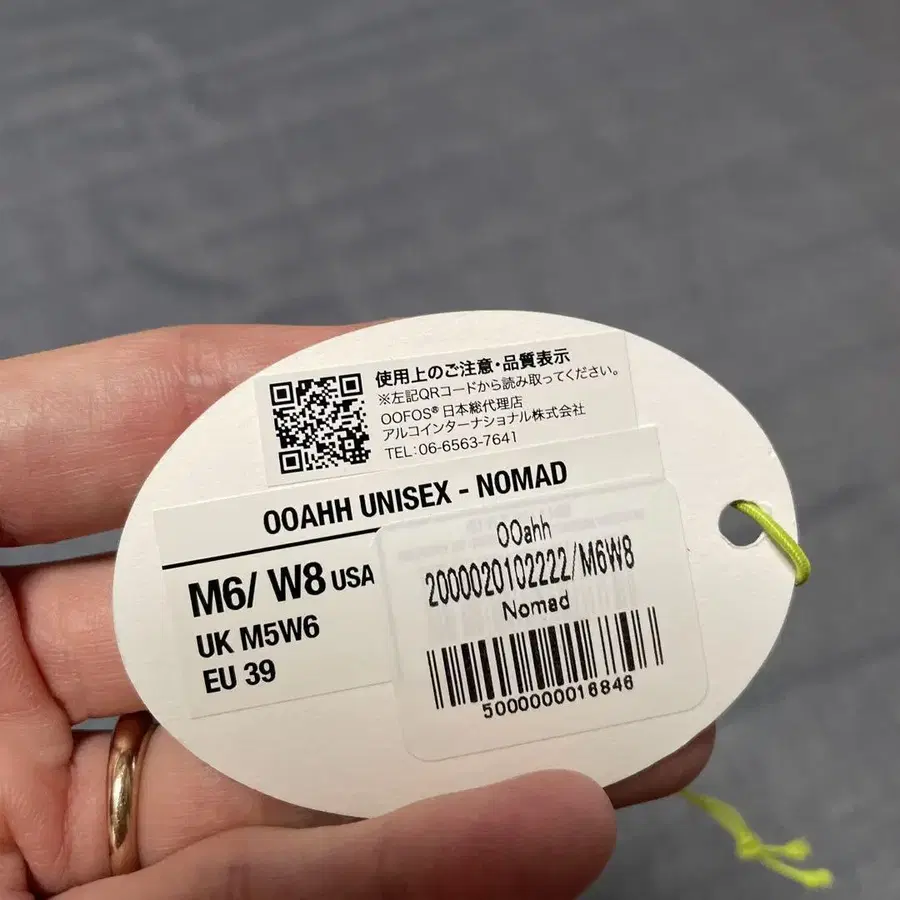 使用上のご注意・品質表示
※左記QRコードから読み取ってください。
OOFOS® 日本総代理店
アルコインターナショナル株式会社
TEL:06-6563-7641
OOAHH UNISEX - NOMAD
M6/ W8 USA
UK M5W6
EU 39
OOahh
2000020102222/M6W8
Nomad
5000000016846